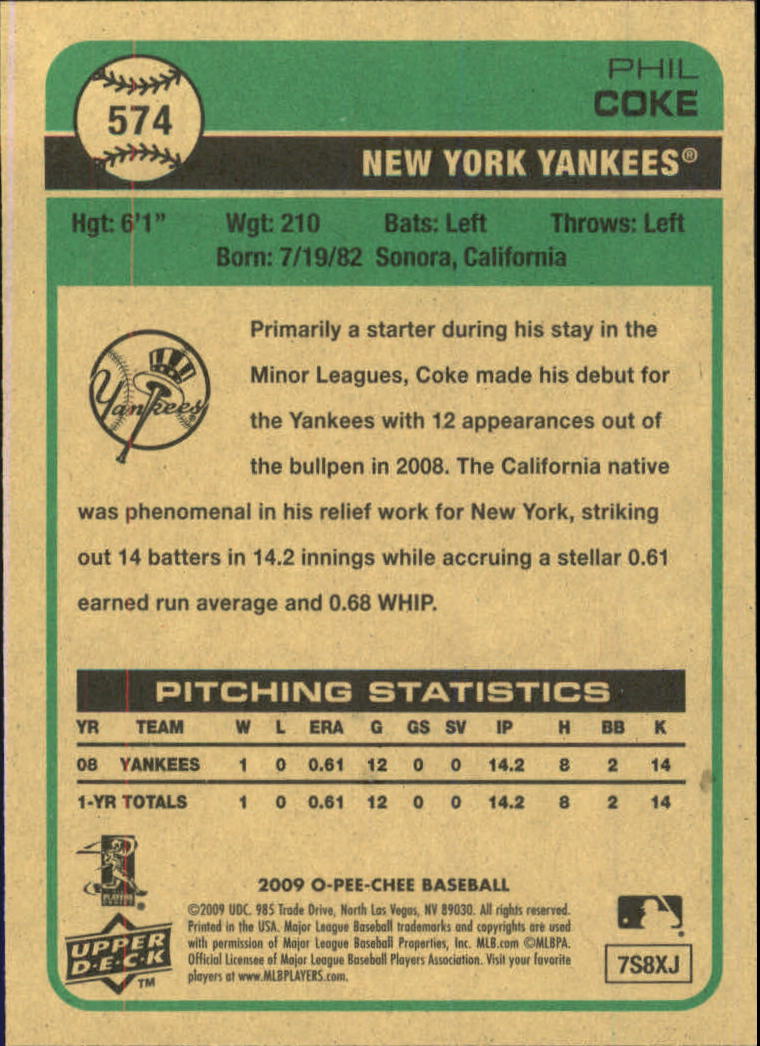 574
PHIL
COKE
NEW YORK YANKEES®
Hgt: 6'1" Wgt: 210 Bats: Left Throws: Left
Born: 7/19/82 Sonora, California
Yankees
Primarily a starter during his stay in the
Minor Leagues, Coke made his debut for
the Yankees with 12 appearances out of
the bullpen in 2008. The California native
was phenomenal in his relief work for New York, striking
out 14 batters in 14.2 innings while accruing a stellar 0.61
earned run average and 0.68 WHIP.
PITCHING STATISTICS
YR TEAM W L ERA G GS SV IP H BB K
08 YANKEES 1 0 0.61 12 0 0 14.2 8 2 14
1-YR TOTALS 1 0 0.61 12 0 0 14.2 8 2 14
2009 O-PEE-CHEE BASEBALL
©2009 UDC. 985 Trade Drive, North Las Vegas, NV 89030. All rights reserved.
Printed in the USA. Major League Baseball trademarks and copyrights are used
with permission of Major League Baseball Properties, Inc. MLB.com ©MLBPA.
Official Licensee of Major League Baseball Players Association. Visit your favorite
players at www.MLBPLAYERS.com.
UPPER
D•E•C•K
TM
7S8XJ